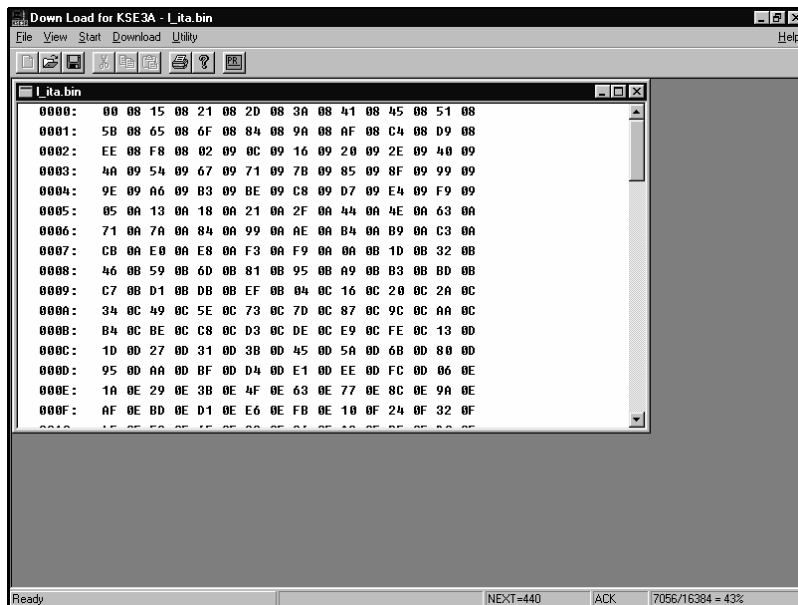 Down Load for KSE3A - I_ita.bin
File View Start Download Utility Help
PR
I_ita.bin
0000: 00 08 15 08 21 08 2D 08 3A 08 41 08 45 08 51 08
0001: 5B 08 65 08 6F 08 84 08 9A 08 AF 08 C4 08 D9 08
0002: EE 08 F8 08 02 09 0C 09 16 09 20 09 2E 09 40 09
0003: 4A 09 54 09 67 09 71 09 7B 09 85 09 8F 09 99 09
0004: 9E 09 A6 09 B3 09 BE 09 C8 09 D7 09 E4 09 F9 09
0005: 05 0A 13 0A 18 0A 21 0A 2F 0A 44 0A 4E 0A 63 0A
0006: 71 0A 7A 0A 84 0A 99 0A AE 0A B4 0A B9 0A C3 0A
0007: CB 0A E0 0A E8 0A F3 0A F9 0A 0A 0B 1D 0B 32 0B
0008: 46 0B 59 0B 6D 0B 81 0B 95 0B A9 0B B3 0B BD 0B
0009: C7 0B D1 0B DB 0B EF 0B 04 0C 16 0C 20 0C 2A 0C
000A: 34 0C 49 0C 5E 0C 73 0C 7D 0C 87 0C 9C 0C AA 0C
000B: B4 0C BE 0C C8 0C D3 0C DE 0C E9 0C FE 0C 13 0D
000C: 1D 0D 27 0D 31 0D 3B 0D 45 0D 5A 0D 6B 0D 80 0D
000D: 95 0D AA 0D BF 0D D4 0D E1 0D EE 0D FC 0D 06 0E
000E: 1A 0E 29 0E 3B 0E 4F 0E 63 0E 77 0E 8C 0E 9A 0E
000F: AF 0E BD 0E D1 0E E6 0E FB 0E 10 0F 24 0F 32 0F
Ready NEXT=440 ACK 7056/16384 = 43%